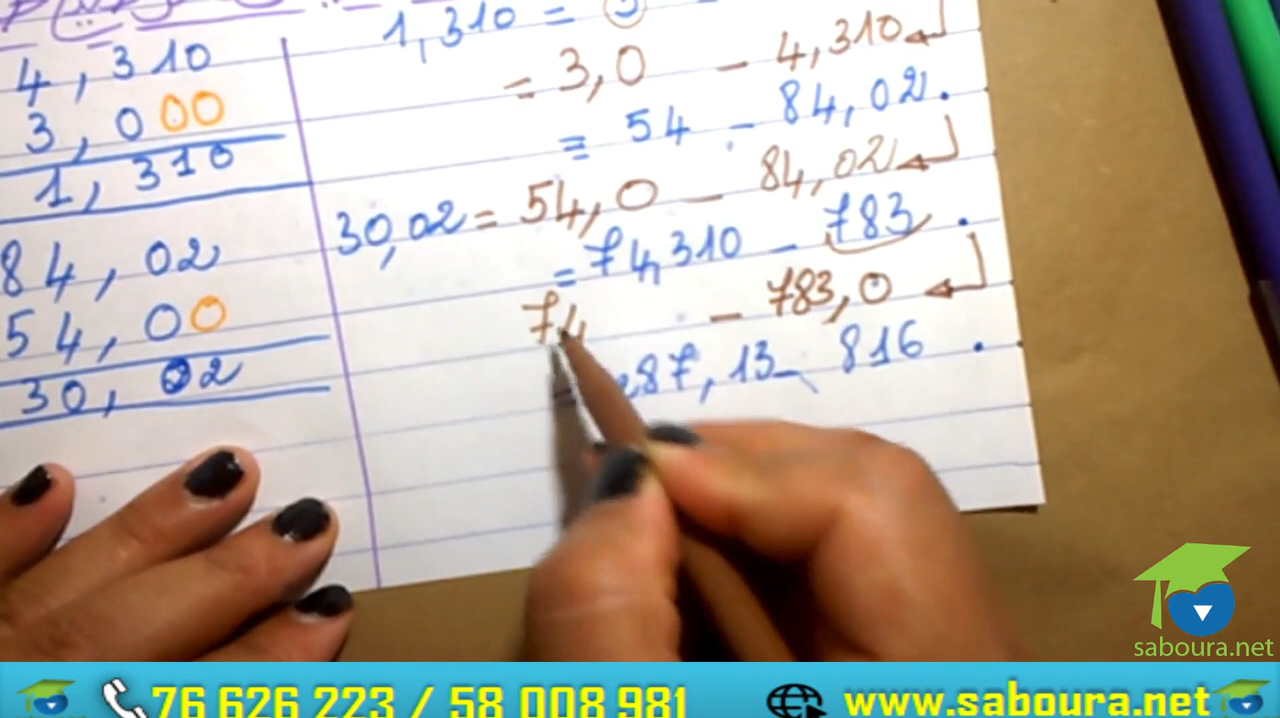 4,310
3,000
1,310
84,02
54,00
30,02
1,310 = 3
= 3,0 - 4,310
= 54 - 84,02 .
30,02 = 54,0 - 84,02
= 74,310 - 783 .
74 - 783,0
87,13 - 816 .
saboura.net
76 626 223 / 58 008 981
www.saboura.net